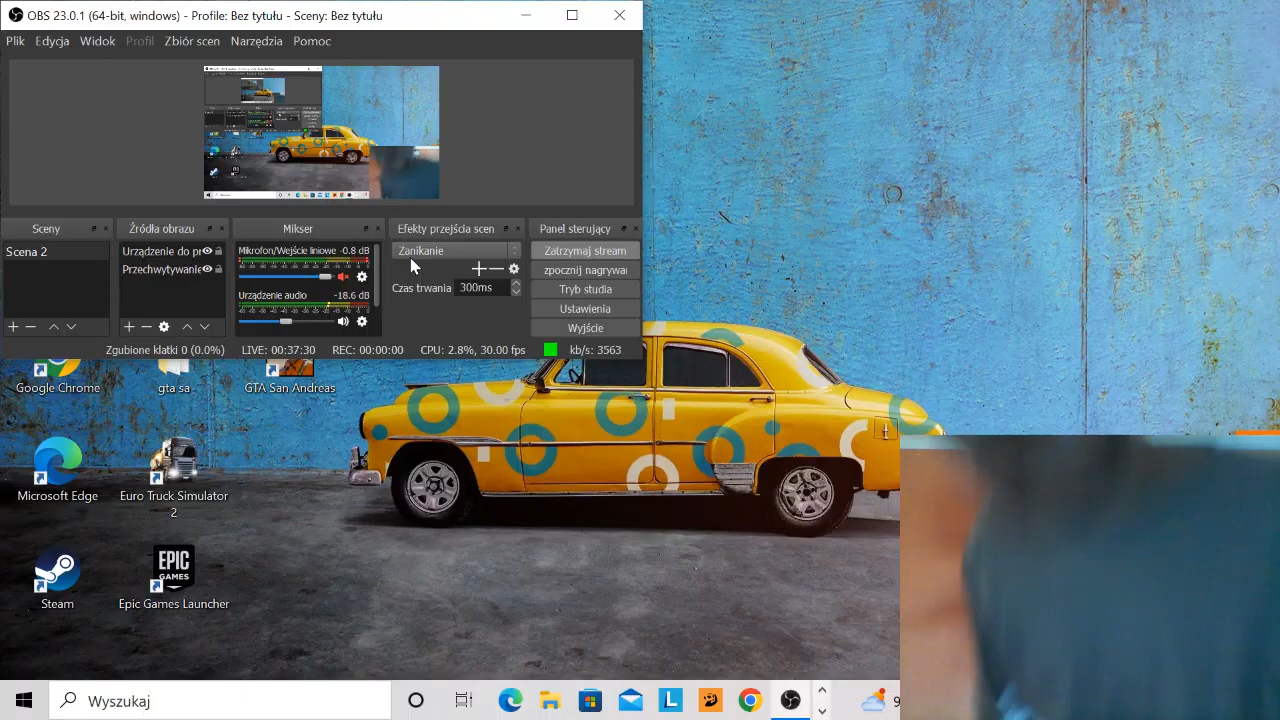 OBS 23.0.1 (64-bit, windows) - Profile: Bez tytułu - Sceny: Bez tytułu
Plik Edycja Widok Profil Zbiór scen Narzędzia Pomoc
Sceny Źródła obrazu Mikser Efekty przejścia scen Panel sterujący
Scena 2
Urządzenie do pr
Przechwytywanie
Mikrofon/Wejście liniowe -0.8 dB
Urządzenie audio -18.6 dB
Zanikanie
Czas trwania 300ms
Zatrzymaj stream
zpocznij nagrywai
Tryb studia
Ustawienia
Wyjście
Zgubione klatki 0 (0.0%) LIVE: 00:37:30 REC: 00:00:00 CPU: 2.8%, 30.00 fps kb/s: 3563
Google Chrome gta sa GTA San Andreas
Microsoft Edge Euro Truck Simulator
2
EPIC
GAMES
Steam Epic Games Launcher
Wyszukaj
L
9